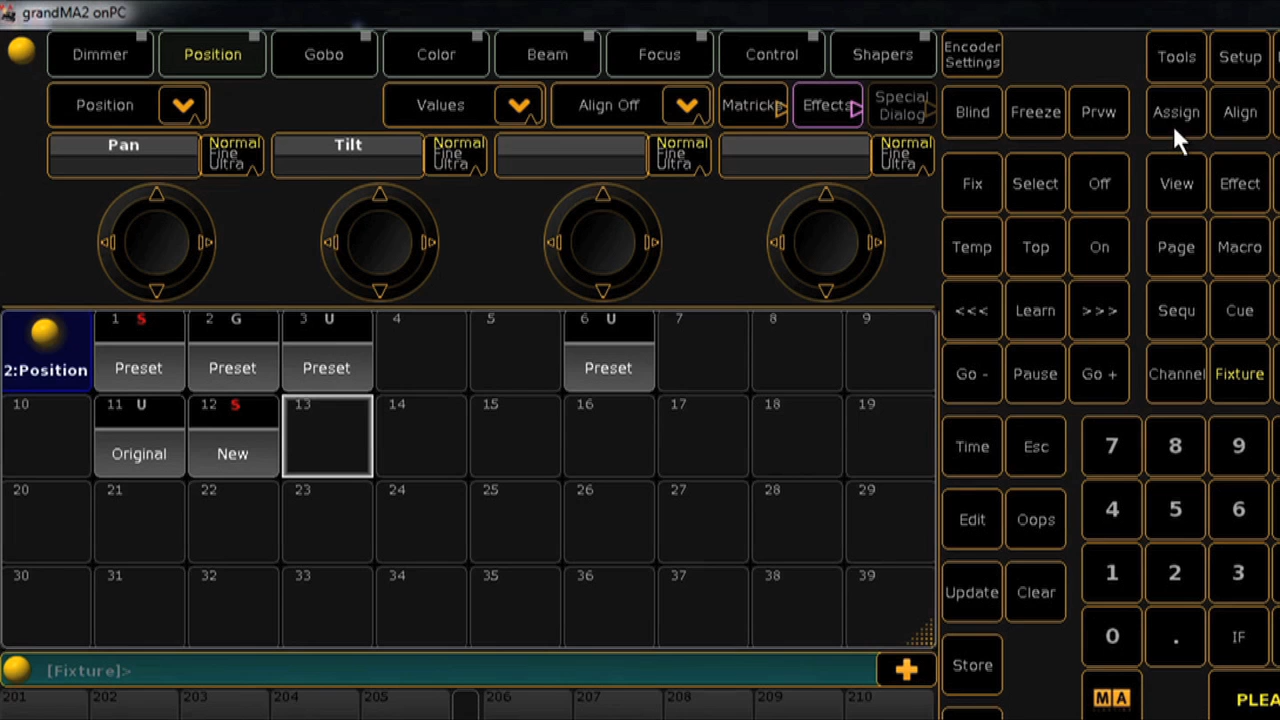 grandMA2 onPC
Dimmer Position Gobo Color Beam Focus Control Shapers
Encoder Settings
Tools Setup
Position Values Align Off Matricks Effects Special Dialog
Blind Freeze Prvw Assign Align
Pan Normal Fine Ultra Tilt Normal Fine Ultra Normal Fine Ultra Normal Fine Ultra
Fix Select Off View Effect
Temp Top On Page Macro
<<< Learn >>> Sequ Cue
Go - Pause Go + Channel Fixture
1 S 2 G 3 U 4 5 6 U 7 8 9
2:Position Preset Preset Preset Preset
10 11 U 12 S 13 14 15 16 17 18 19
Original New
20 21 22 23 24 25 26 27 28 29
30 31 32 33 34 35 36 37 38 39
Time Esc 7 8 9
Edit Oops 4 5 6
Update Clear 1 2 3
Store 0 . IF
[Fixture]>
MA
201 202 203 204 205 206 207 208 209 210